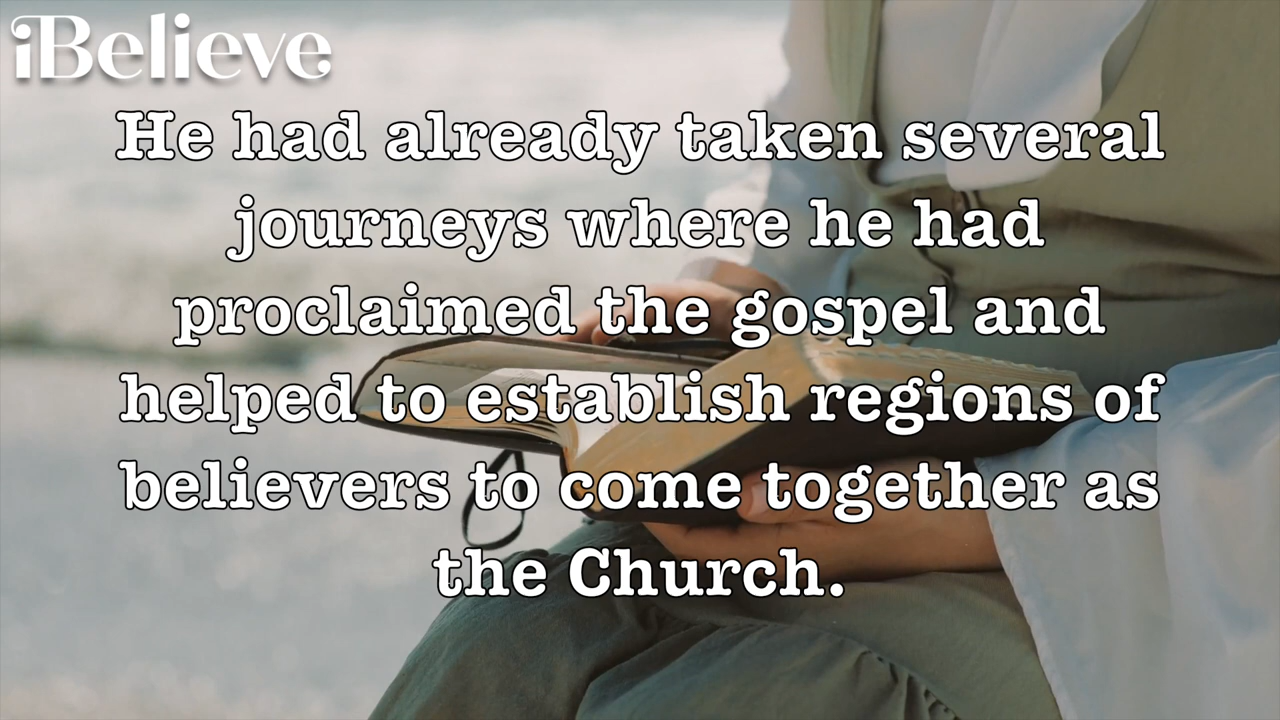 iBelieve
He had already taken several
journeys where he had
proclaimed the gospel and
helped to establish regions of
believers to come together as
the Church.